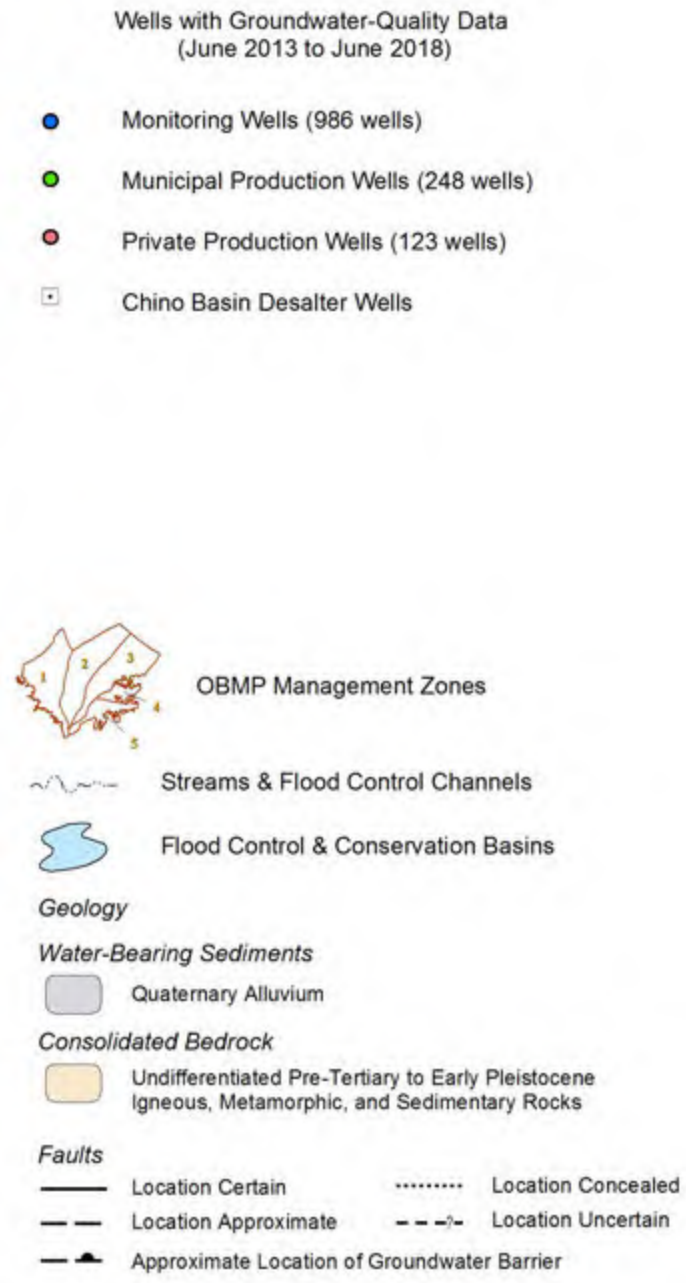 Wells with Groundwater-Quality Data
(June 2013 to June 2018)
Monitoring Wells (986 wells)
Municipal Production Wells (248 wells)
Private Production Wells (123 wells)
Chino Basin Desalter Wells
1
2
3
4
5
OBMP Management Zones
Streams & Flood Control Channels
Flood Control & Conservation Basins
Geology
Water-Bearing Sediments
Quaternary Alluvium
Consolidated Bedrock
Undifferentiated Pre-Tertiary to Early Pleistocene
Igneous, Metamorphic, and Sedimentary Rocks
Faults
Location Certain
Location Concealed
Location Approximate
?
Location Uncertain
Approximate Location of Groundwater Barrier